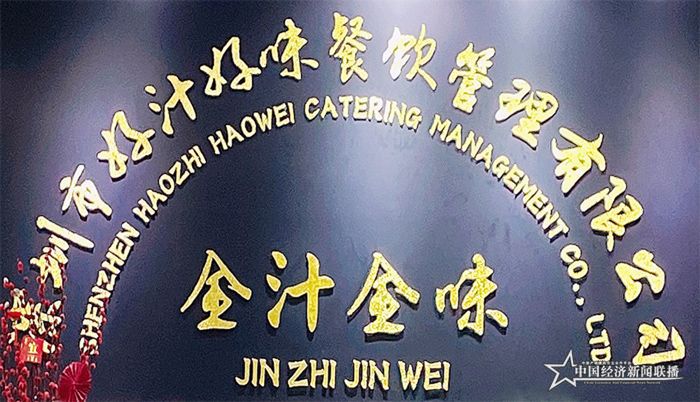 深圳市好汁好味餐饮管理有限公司
SHENZHEN HAOZHI HAOWEI CATERING MANAGEMENT CO., LTD
金汁金味
JIN ZHI JIN WEI
中国经济新闻联播